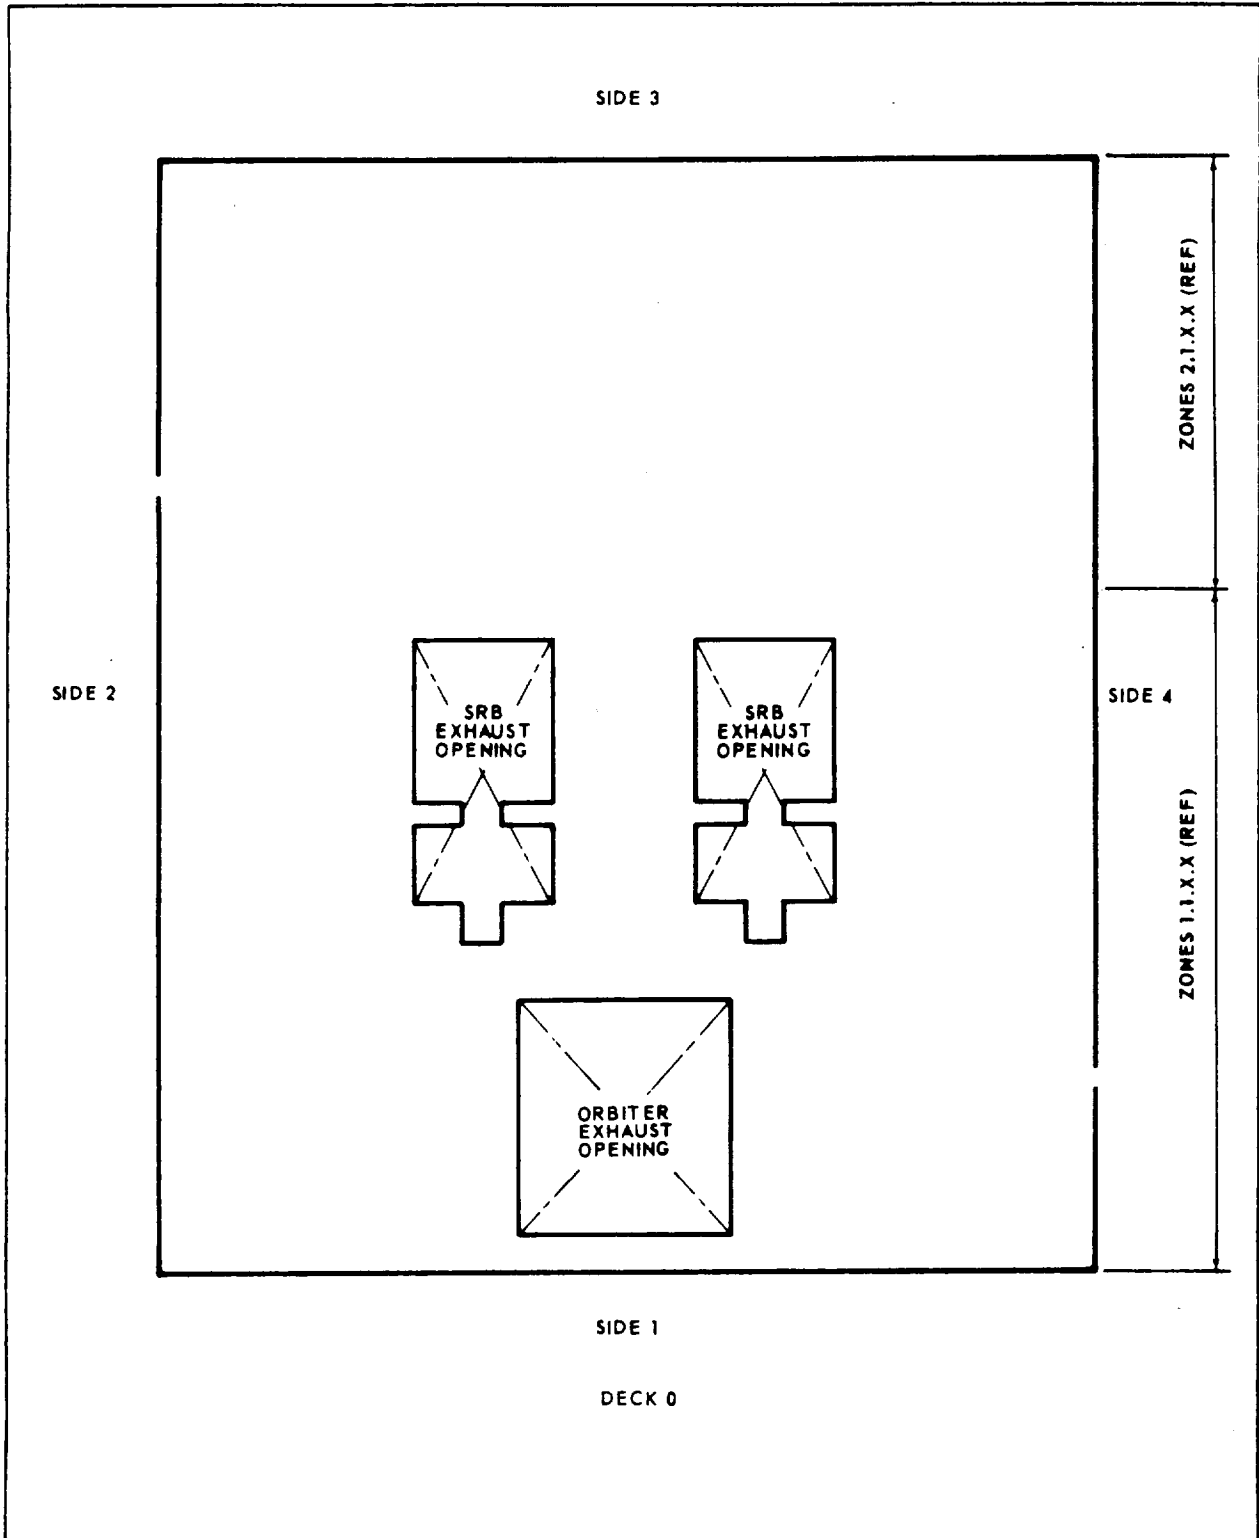 SIDE 3
ZONES 2.1.X.X (REF)
SIDE 2
SIDE 4
SRB
EXHAUST
OPENING
SRB
EXHAUST
OPENING
ZONES 1.1.X.X (REF)
ORBITER
EXHAUST
OPENING
SIDE 1
DECK 0